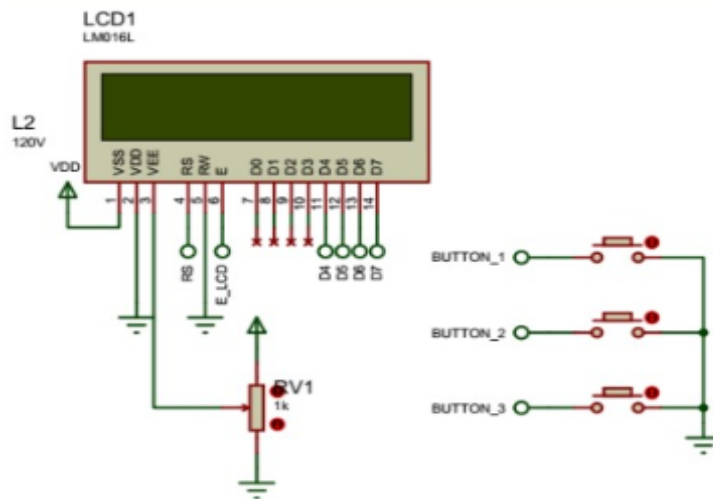 LCD1
LM016L
L2
120V
VDD
VSS
VDD
VEE
RS
RW
E
D0
D1
D2
D3
D4
D5
D6
D7
1
2
3
4
5
6
7
8
9
10
11
12
13
14
RS
E_LCD
D4
D5
D6
D7
BUTTON_1
BUTTON_2
BUTTON_3
RV1
1k